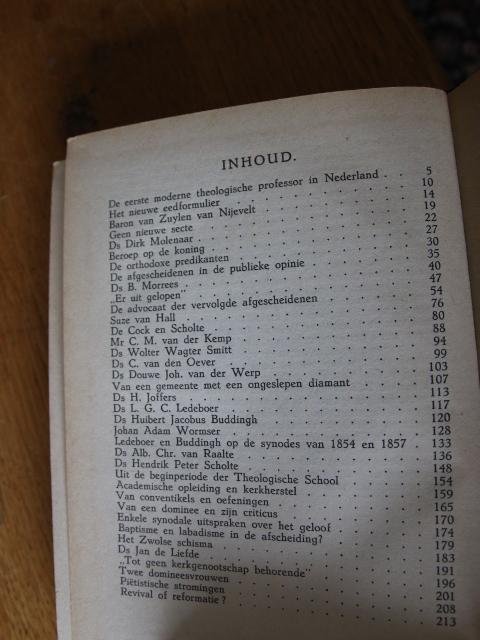 INHOUD.
De eerste moderne theologische professor in Nederland . . 5
Het nieuwe eedformulier 10
Baron van Zuylen van Nijevelt 14
Geen nieuwe secte 19
Ds Dirk Molenaar 22
Beroep op de koning 27
De orthodoxe predikanten 30
De afgescheidenen in de publieke opinie 35
Ds B. Morrees 40
„Er uit gelopen” 47
De advocaat der vervolgde afgescheidenen 54
Suze van Hall 76
De Cock en Scholte 80
Mr C. M. van der Kemp 88
Ds Wolter Wagter Smitt 94
Ds C. van den Oever 99
Ds Douwe Joh. van der Werp 103
Van een gemeente met een ongeslepen diamant 107
Ds H. Joffers 113
Ds L. G. C. Ledeboer 117
Ds Huibert Jacobus Buddingh 120
Johan Adam Wormser 128
Ledeboer en Buddingh op de synodes van 1854 en 1857 . 133
Ds Alb. Chr. van Raalte 136
Ds Hendrik Peter Scholte 148
Uit de beginperiode der Theologische School 154
Academische opleiding en kerkherstel 159
Van conventikels en oefeningen 165
Van een dominee en zijn criticus 170
Enkele synodale uitspraken over het geloof 174
Baptisme en labadisme in de afscheiding? 179
Het Zwolse schisma 183
Ds Jan de Liefde 191
„Tot geen kerkgenootschap behorende” 196
Twee domineesvrouwen 201
Piëtistische stromingen 208
Revival of reformatie? 213